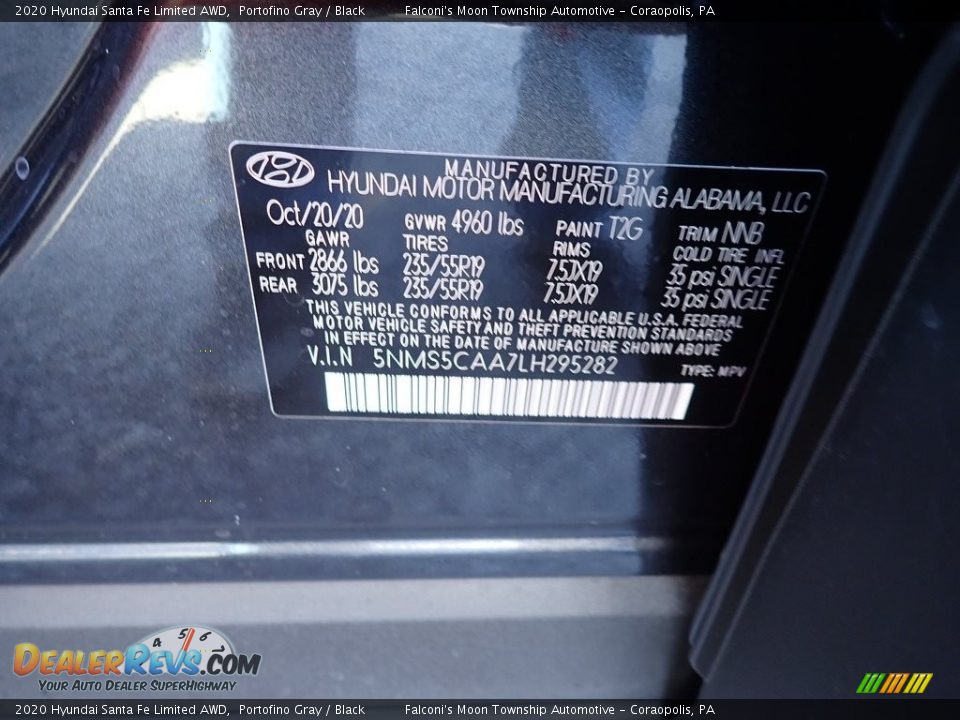 2020 Hyundai Santa Fe Limited AWD, Portofino Gray / Black Falconi's Moon Township Automotive - Coraopolis, PA
MANUFACTURED BY
HYUNDAI MOTOR MANUFACTURING ALABAMA, LLC
Oct/20/20 GVWR 4960 lbs PAINT T2G TRIM NNB
GAWR TIRES RIMS COLD TIRE INFL
FRONT 2866 lbs 235/55R19 7.5JX19 35 psi SINGLE
REAR 3075 lbs 235/55R19 7.5JX19 35 psi SINGLE
THIS VEHICLE CONFORMS TO ALL APPLICABLE U.S.A. FEDERAL
MOTOR VEHICLE SAFETY AND THEFT PREVENTION STANDARDS
IN EFFECT ON THE DATE OF MANUFACTURE SHOWN ABOVE
V.I.N 5NMS5CAA7LH295282 TYPE: MPV
4 5 6
DEALERREVS.COM
YOUR AUTO DEALER SUPERHIGHWAY
2020 Hyundai Santa Fe Limited AWD, Portofino Gray / Black Falconi's Moon Township Automotive - Coraopolis, PA